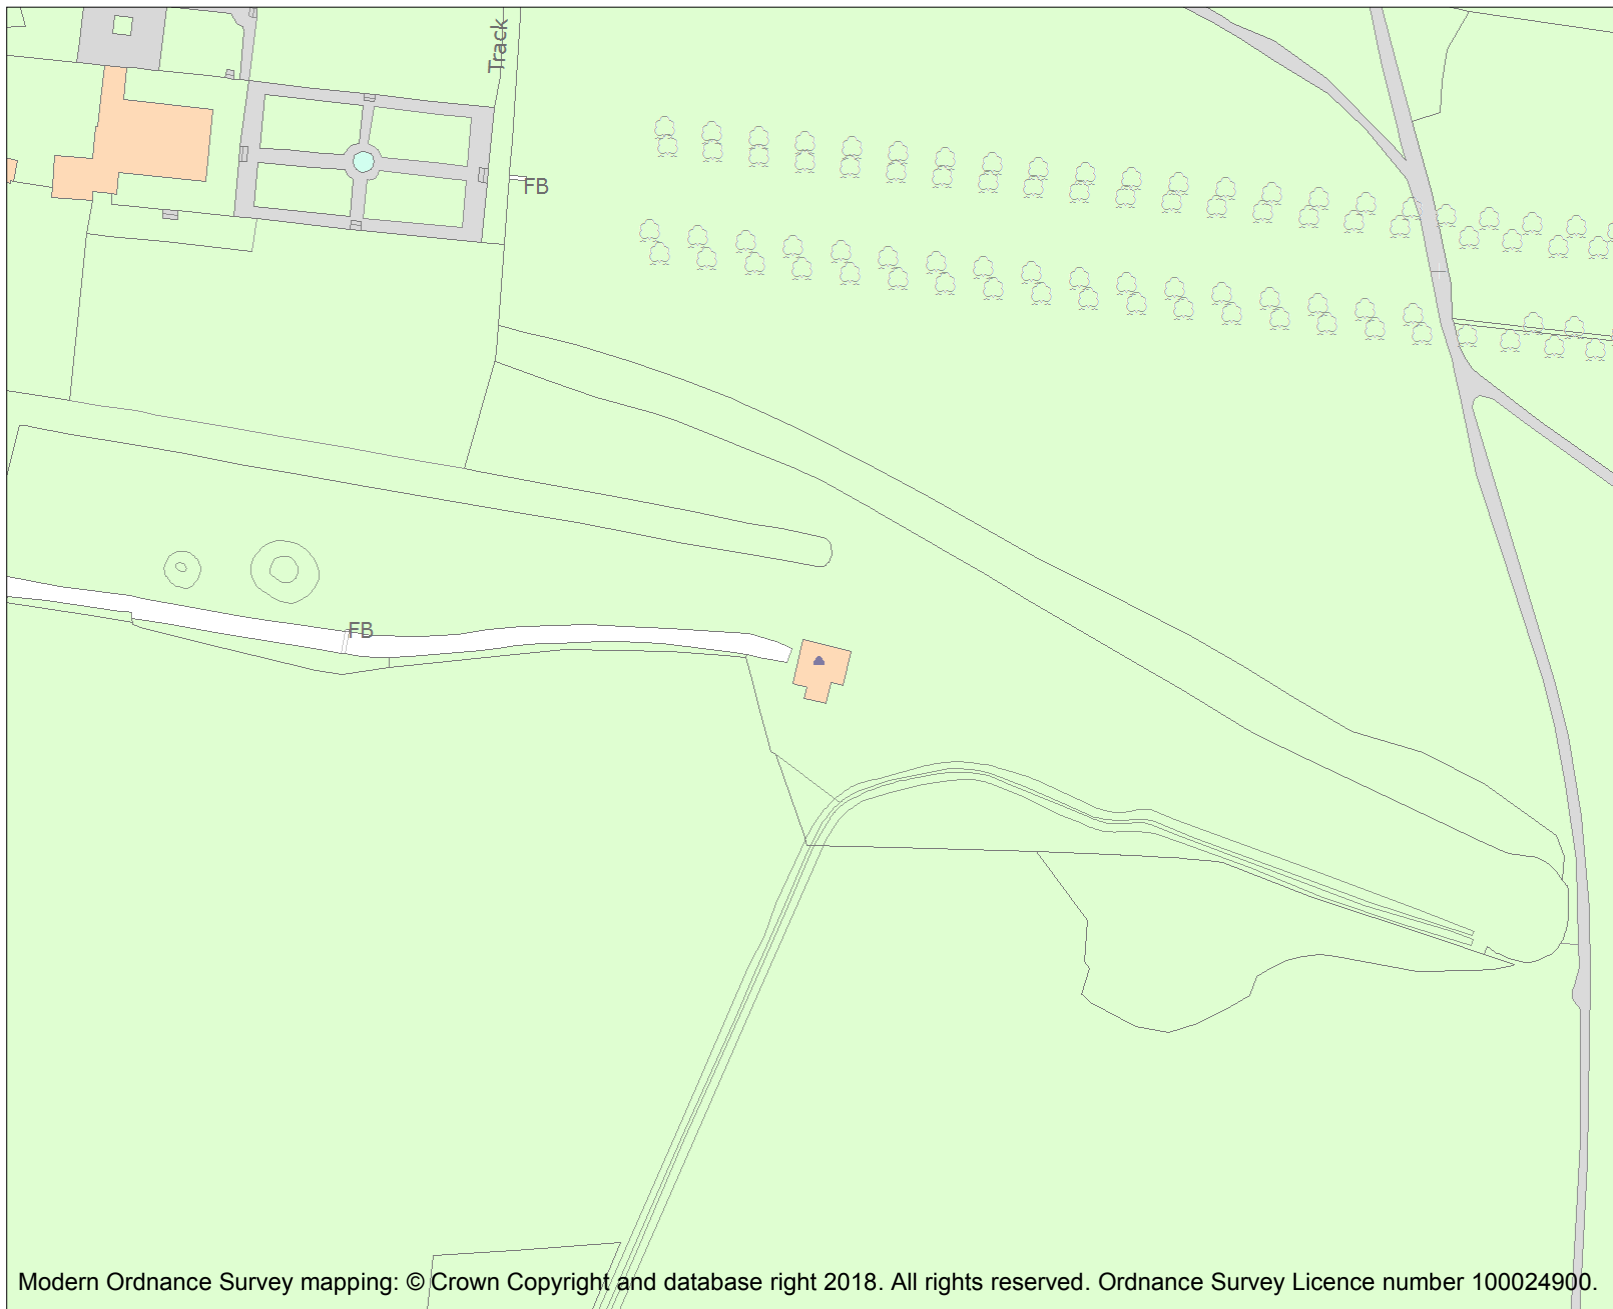 Track
FB
FB
Modern Ordnance Survey mapping: © Crown Copyright and database right 2018. All rights reserved. Ordnance Survey Licence number 100024900.